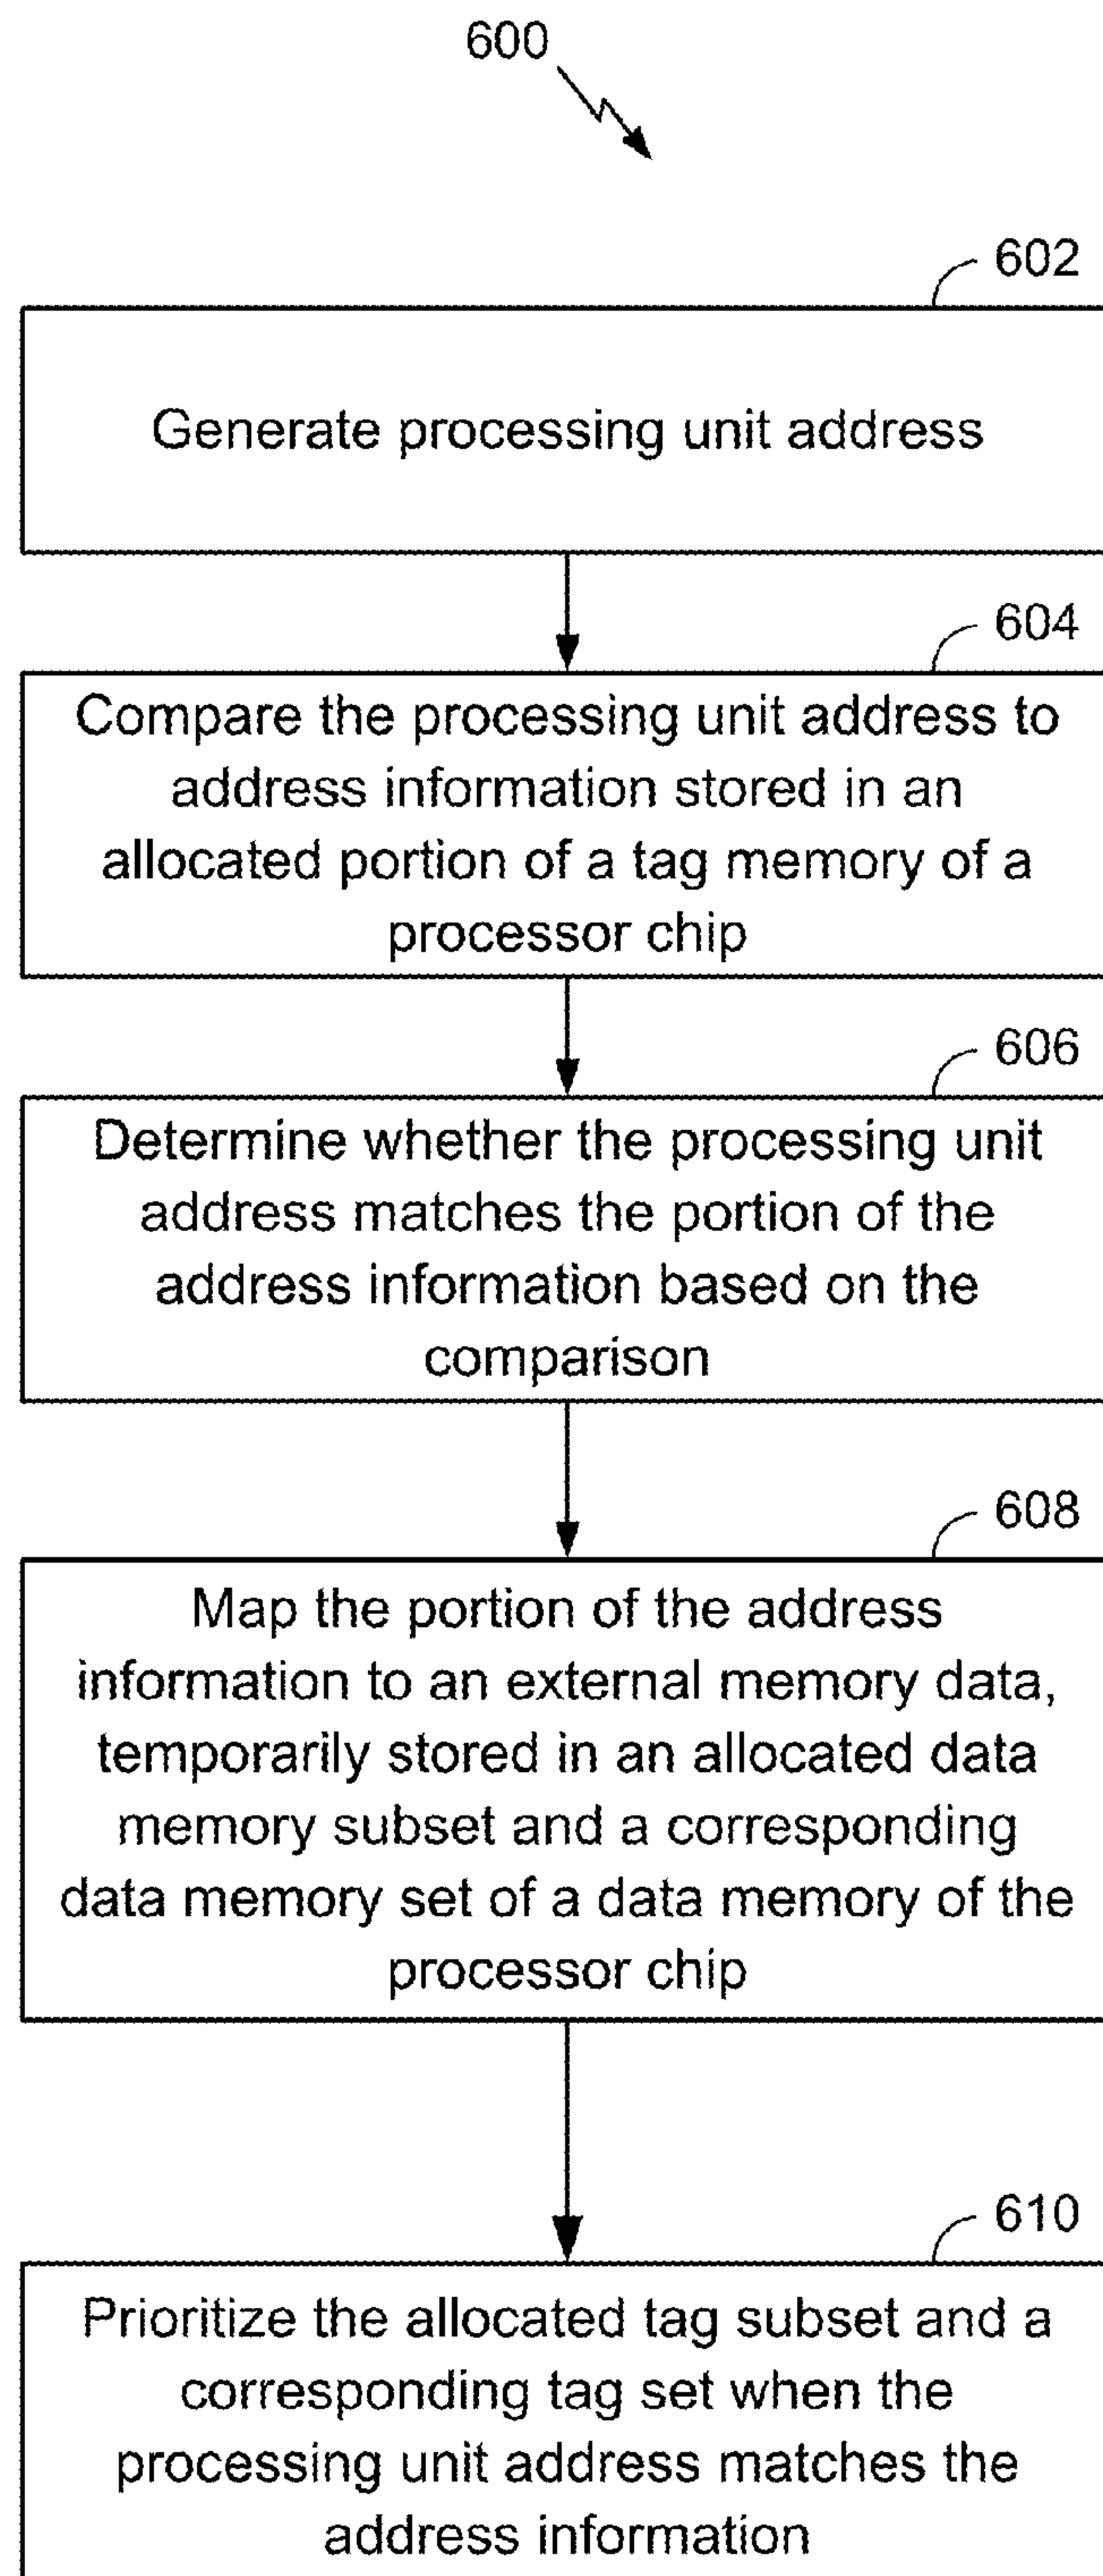 600
602
Generate processing unit address
604
Compare the processing unit address to
address information stored in an
allocated portion of a tag memory of a
processor chip
606
Determine whether the processing unit
address matches the portion of the
address information based on the
comparison
608
Map the portion of the address
information to an external memory data,
temporarily stored in an allocated data
memory subset and a corresponding
data memory set of a data memory of the
processor chip
610
Prioritize the allocated tag subset and a
corresponding tag set when the
processing unit address matches the
address information